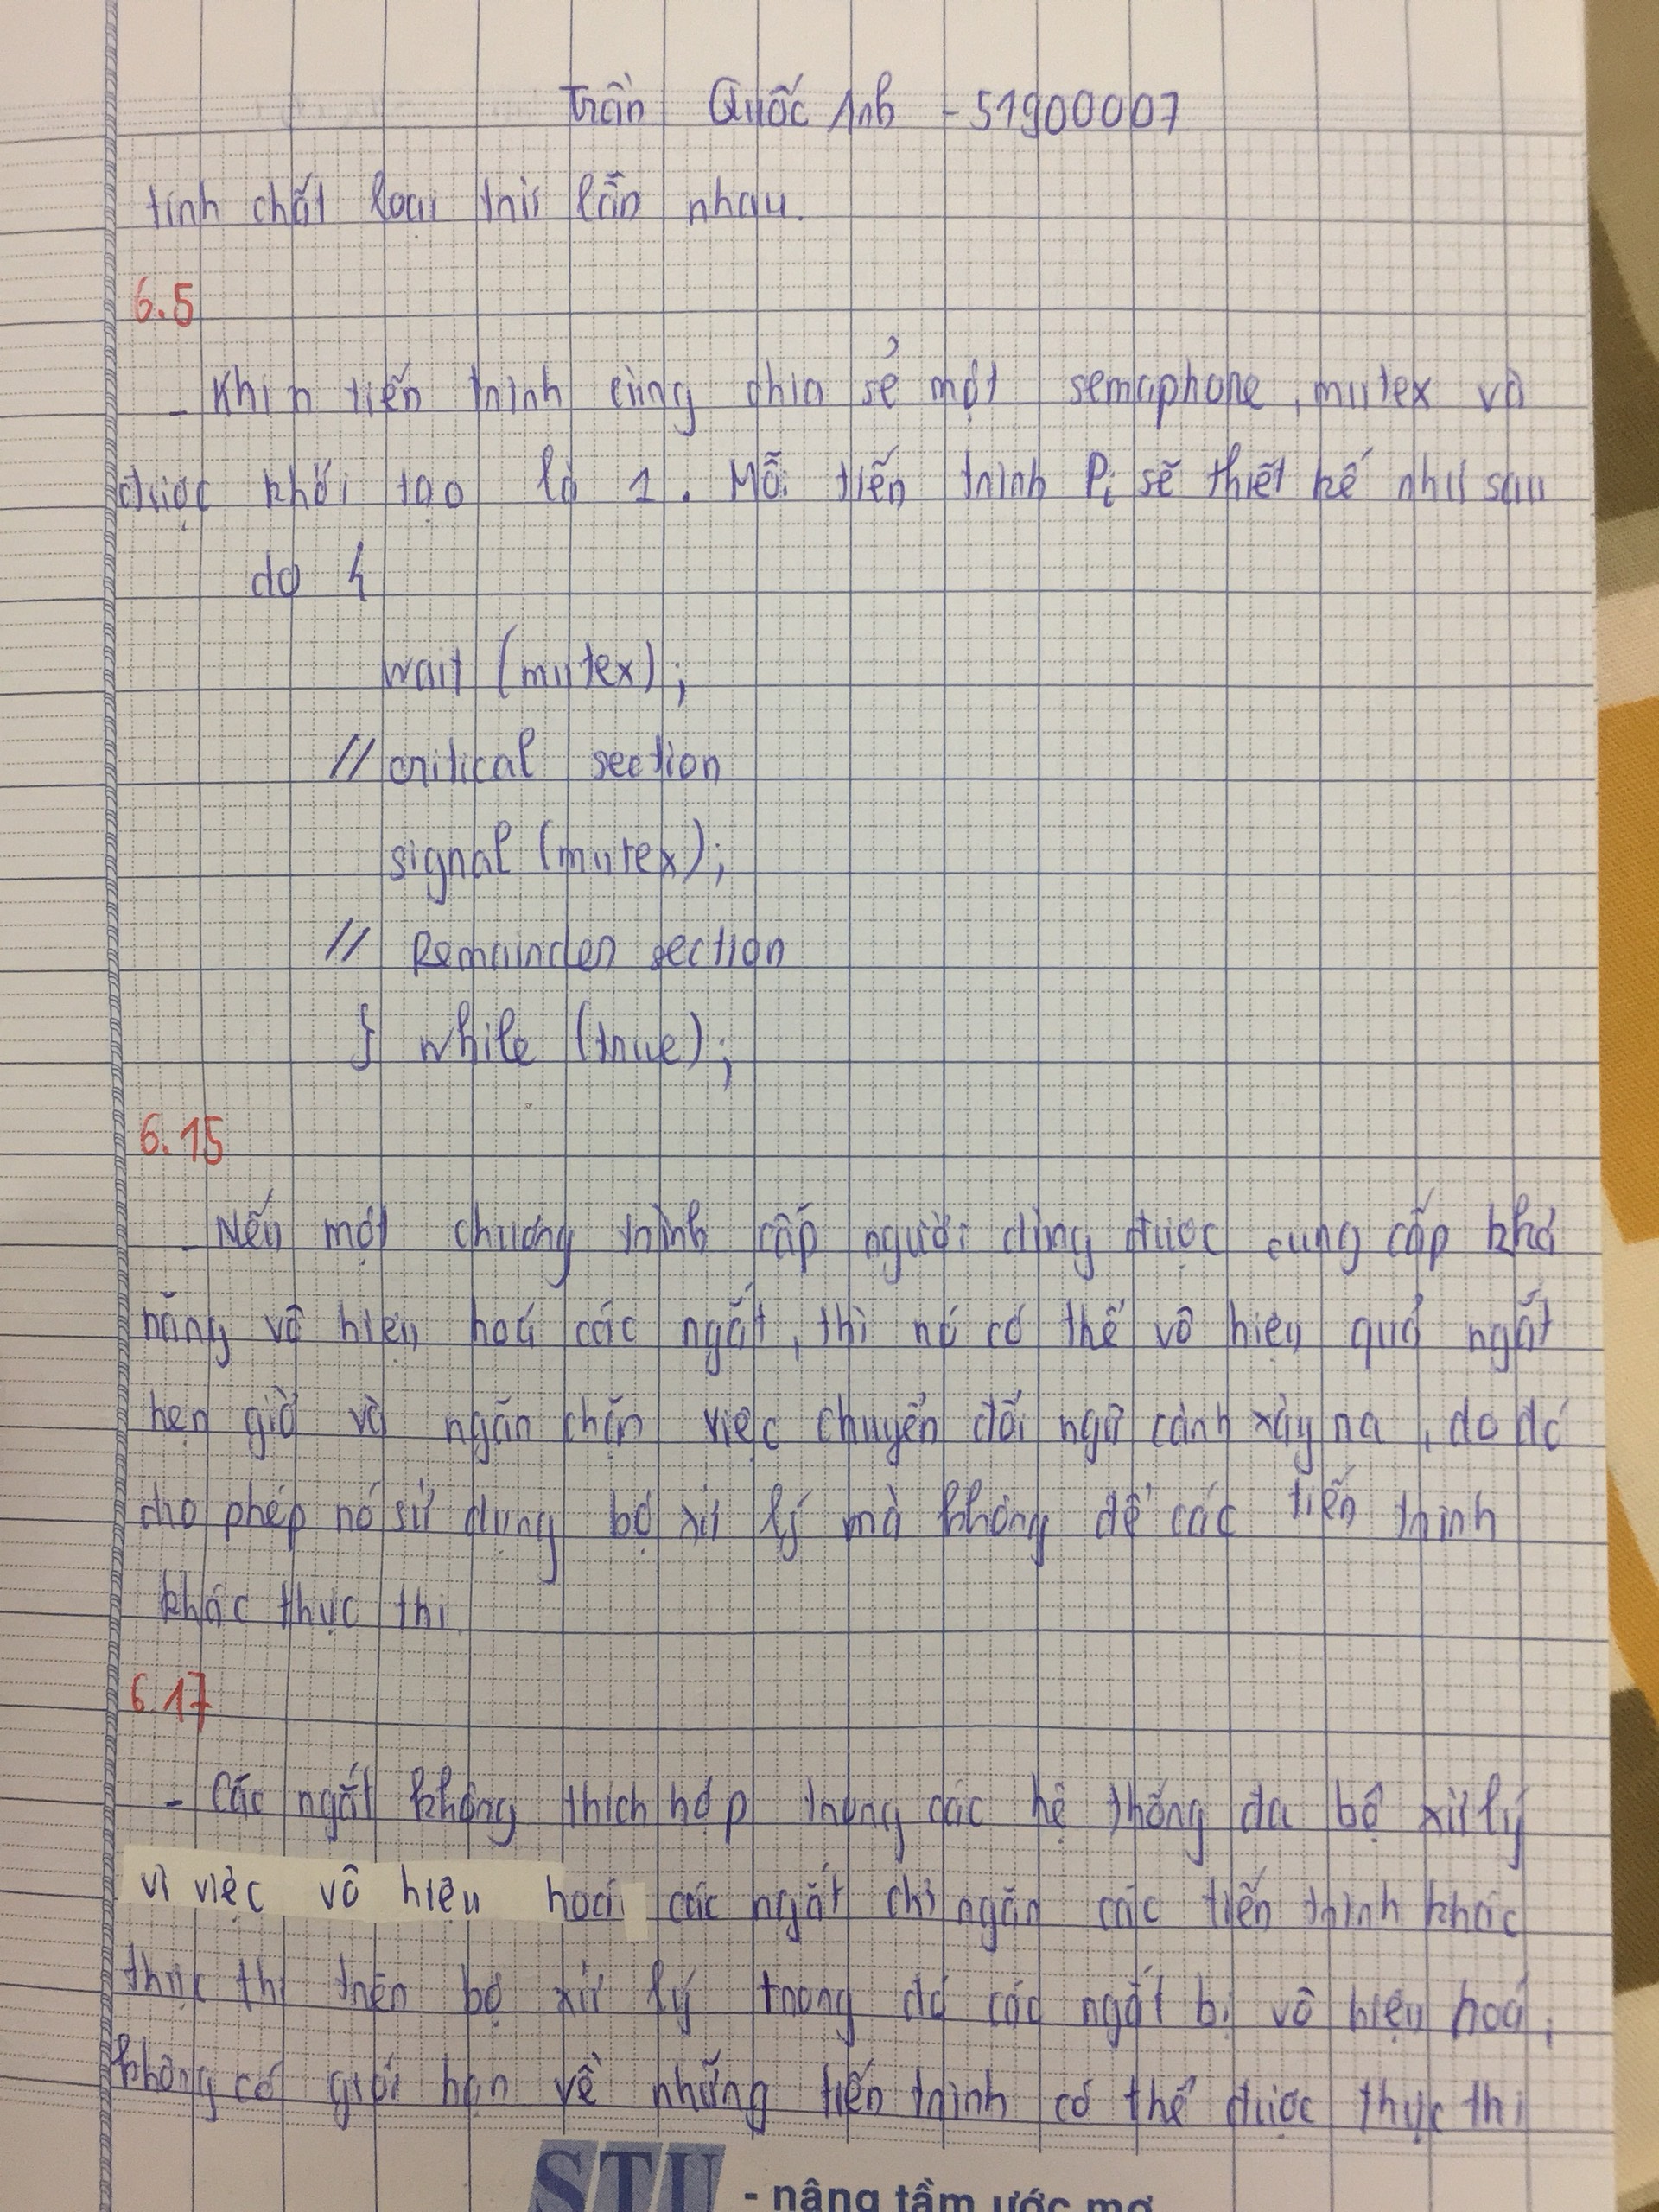 Trần Quốc Anh - 51900007
tính chất loại trừ lẫn nhau.
6.5
- Khi n tiến trình cùng chia sẻ một semaphore, mutex và
được khởi tạo là 1. Mỗi tiến trình Pi sẽ thiết kế như sau
do {
wait (mutex);
// critical section
signal (mutex);
// Remainder section
} while (true);
6.15
- Nếu một chương trình cấp người dùng được cung cấp khả
năng vô hiệu hoá các ngắt, thì nó có thể vô hiệu quả ngắt
hẹn giờ và ngăn chặn việc chuyển đổi ngữ cảnh xảy ra, do đó
cho phép nó sử dụng bộ xử lý mà không để các tiến trình
khác thực thi.
6.17
- Các ngắt không thích hợp trong các hệ thống đa bộ xử lý
vì việc vô hiệu hoá các ngắt chỉ ngăn các tiến trình khác
thực thi trên bộ xử lý trong đó các ngắt bị vô hiệu hoá,
không có giới hạn về những tiến trình có thể được thực thi
STU - nâng tầm ước mơ